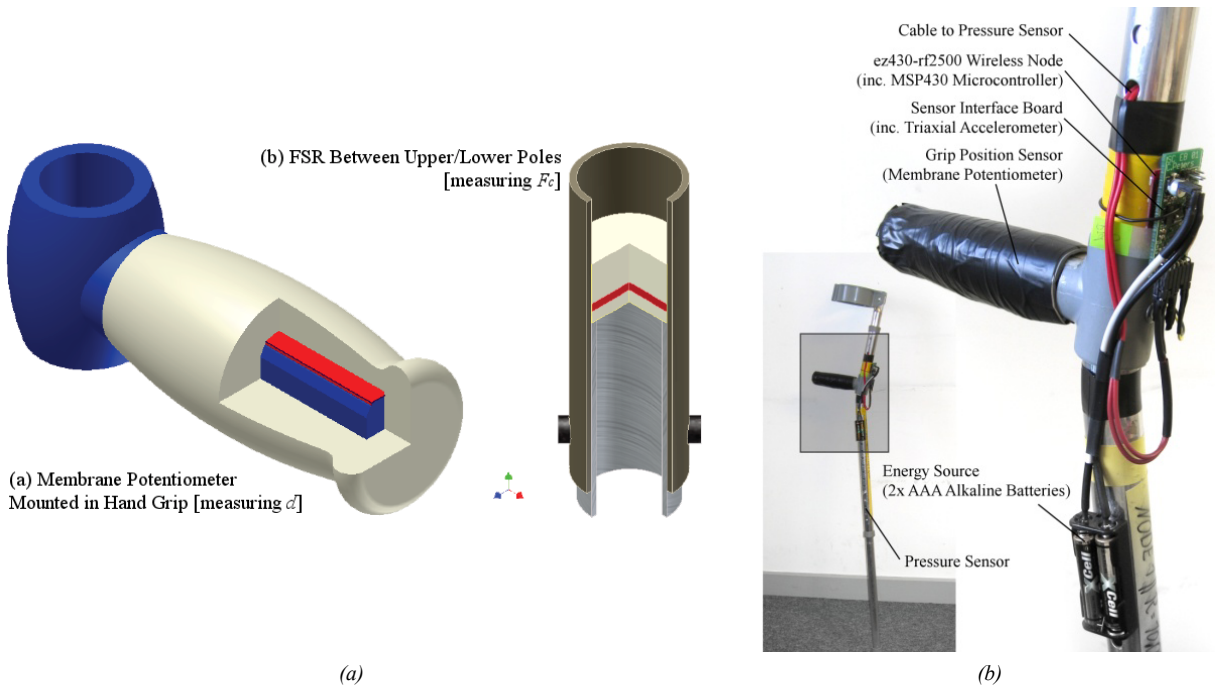 (a) Membrane Potentiometer
Mounted in Hand Grip [measuring d]
(b) FSR Between Upper/Lower Poles
[measuring Fc]
(a)
Cable to Pressure Sensor
ez430-rf2500 Wireless Node
(inc. MSP430 Microcontroller)
Sensor Interface Board
(inc. Triaxial Accelerometer)
Grip Position Sensor
(Membrane Potentiometer)
Energy Source
(2x AAA Alkaline Batteries)
Pressure Sensor
XCell
XCell
(b)